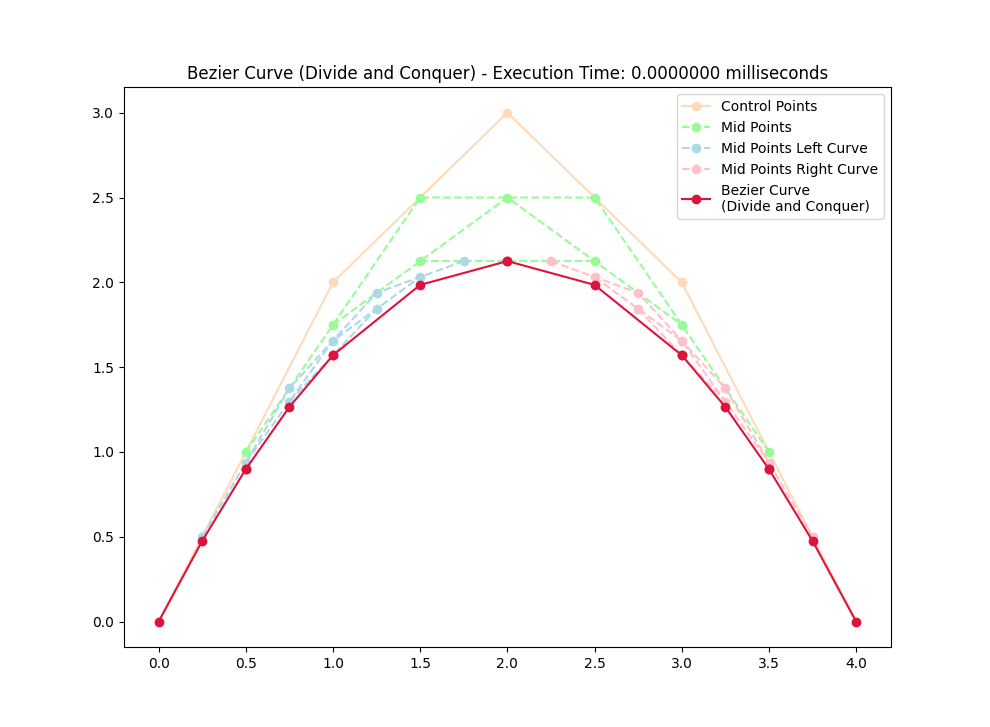 Bezier Curve (Divide and Conquer) - Execution Time: 0.0000000 milliseconds
Control Points
Mid Points
Mid Points Left Curve
Mid Points Right Curve
Bezier Curve
(Divide and Conquer)
3.0
2.5
2.0
1.5
1.0
0.5
0.0
0.0 0.5 1.0 1.5 2.0 2.5 3.0 3.5 4.0